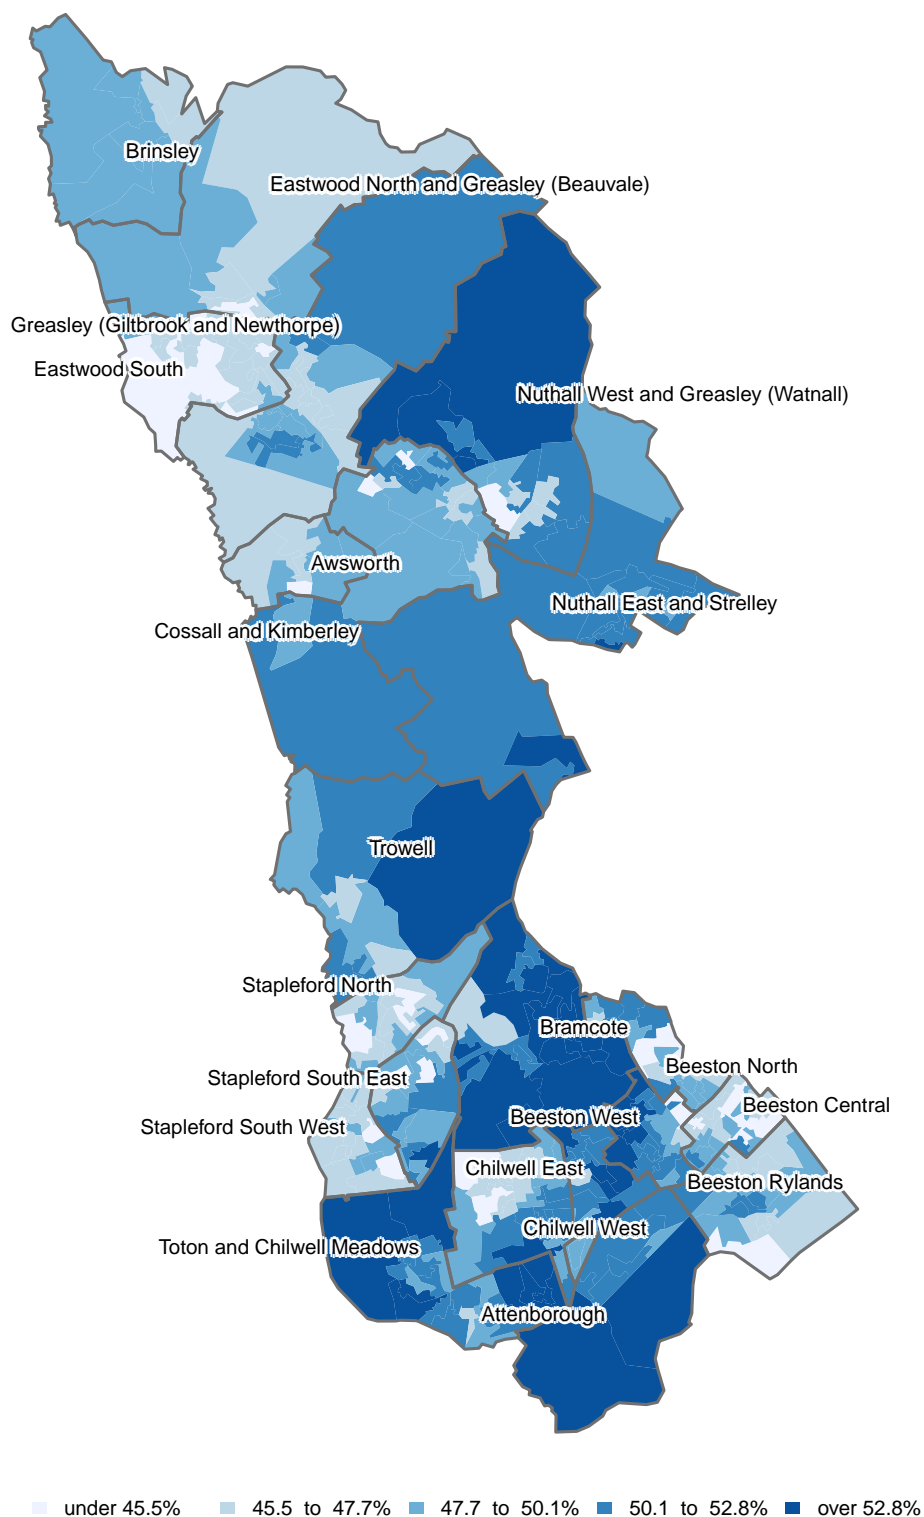 Brinsley
Eastwood North and Greasley (Beauvale)
Greasley (Giltbrook and Newthorpe)
Eastwood South
Nuthall West and Greasley (Watnall)
Awsworth
Nuthall East and Strelley
Cossall and Kimberley
Trowell
Stapleford North
Bramcote
Beeston North
Stapleford South East
Beeston Central
Beeston West
Stapleford South West
Chilwell East
Beeston Rylands
Chilwell West
Toton and Chilwell Meadows
Attenborough
under 45.5% 45.5 to 47.7% 47.7 to 50.1% 50.1 to 52.8% over 52.8%